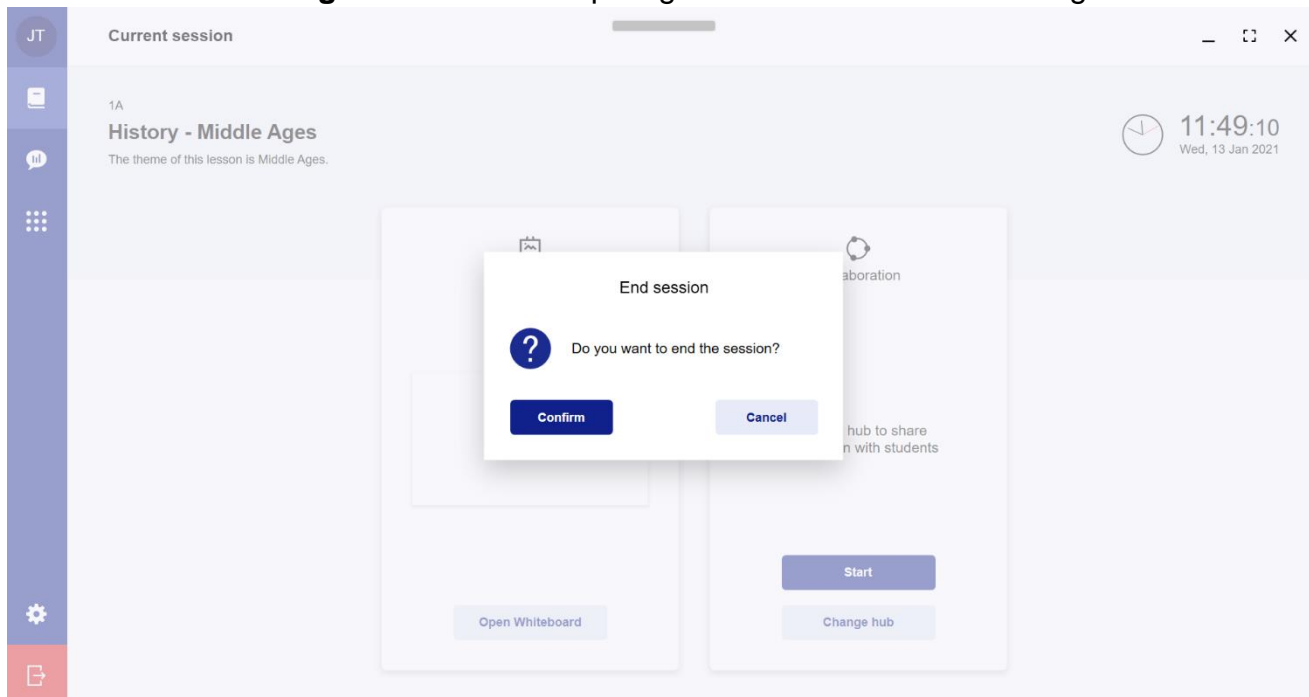 JT
Current session
1A
History - Middle Ages
The theme of this lesson is Middle Ages.
11:49:10
Wed, 13 Jan 2021
End session
Do you want to end the session?
Confirm
Cancel
aboration
hub to share
n with students
Start
Open Whiteboard
Change hub